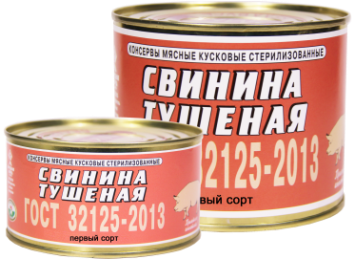 КОНСЕРВЫ МЯСНЫЕ КУСКОВЫЕ СТЕРИЛИЗОВАННЫЕ
СВИНИНА
ТУШЕНАЯ
32125-2013
вый сорт
КОНСЕРВЫ МЯСНЫЕ КУСКОВЫЕ СТЕРИЛИЗОВАННЫЕ
СВИНИНА
ТУШЕНАЯ
ГОСТ 32125-2013
первый сорт